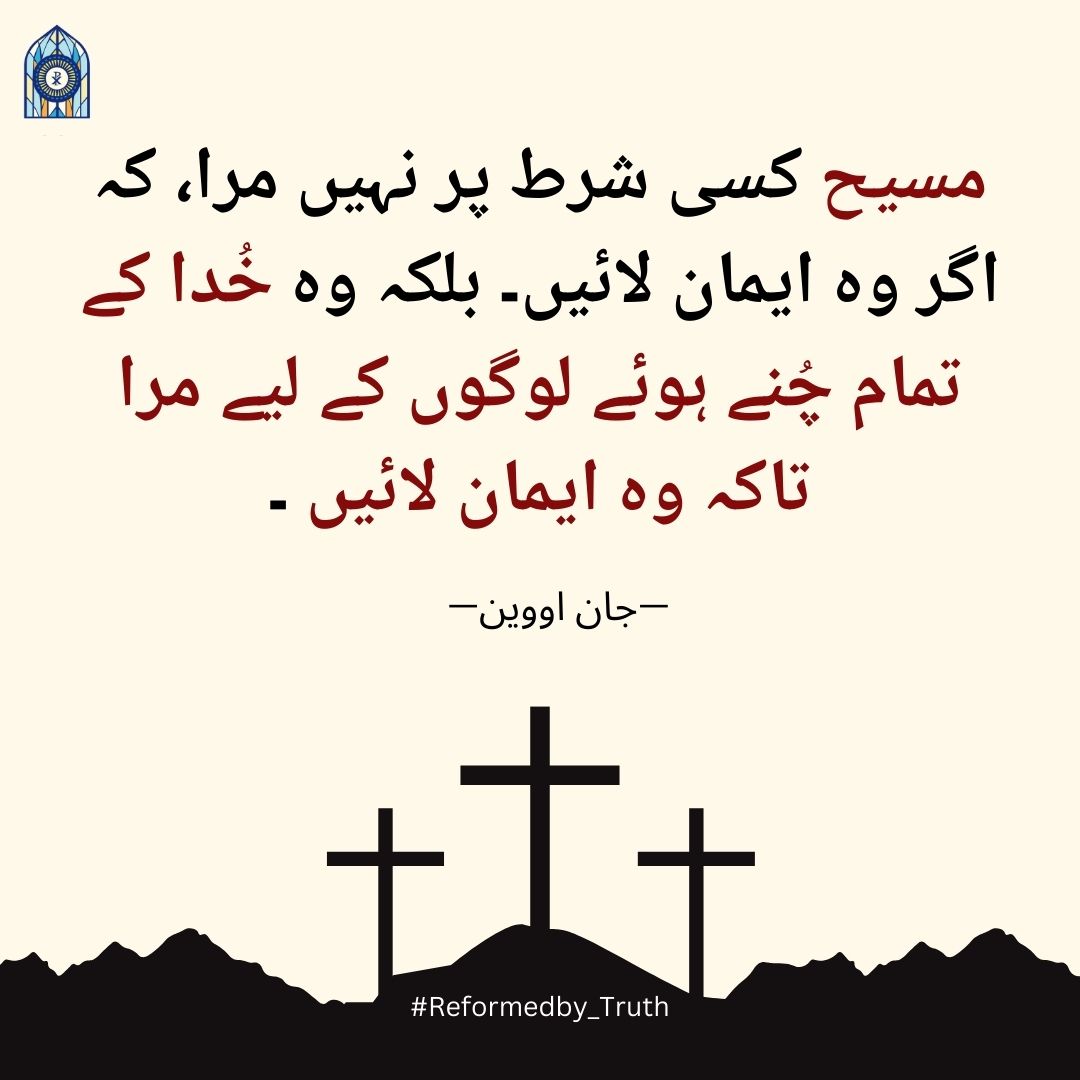 مسیح کسی شرط پر نہیں مرا، کہ
اگر وہ ایمان لائیں۔ بلکہ وہ خُدا کے
تمام چُنے ہوئے لوگوں کے لیے مرا
تاکہ وہ ایمان لائیں ۔
—جان اووین—
#Reformedby_Truth